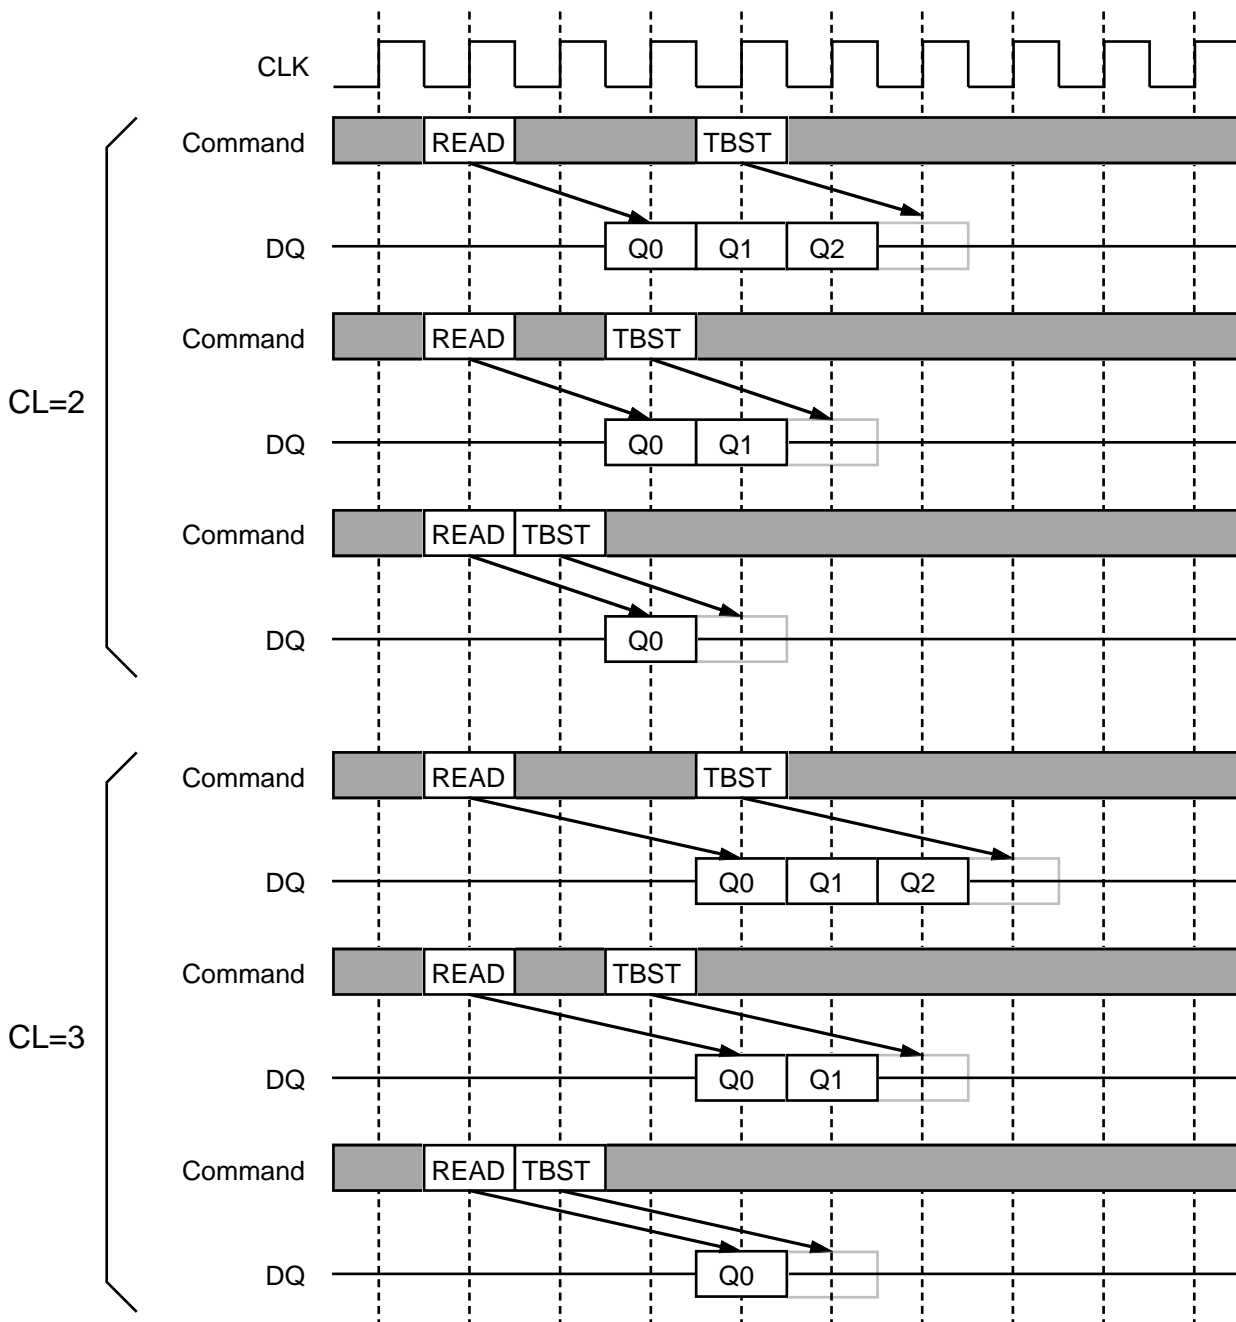 CLK
Command READ TBST
DQ Q0 Q1 Q2
Command READ TBST
CL=2
DQ Q0 Q1
Command READ TBST
DQ Q0
Command READ TBST
DQ Q0 Q1 Q2
Command READ TBST
CL=3
DQ Q0 Q1
Command READ TBST
DQ Q0